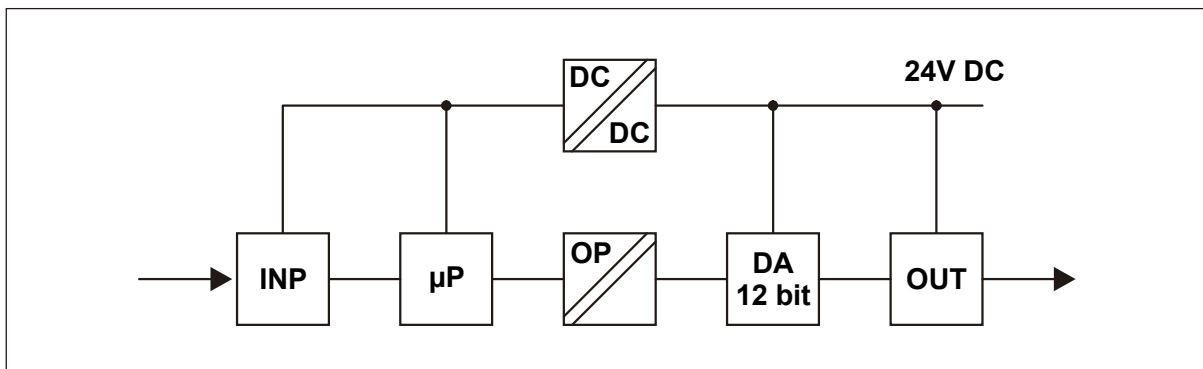 DC
DC
24V DC
INP
µP
OP
DA
12 bit
OUT